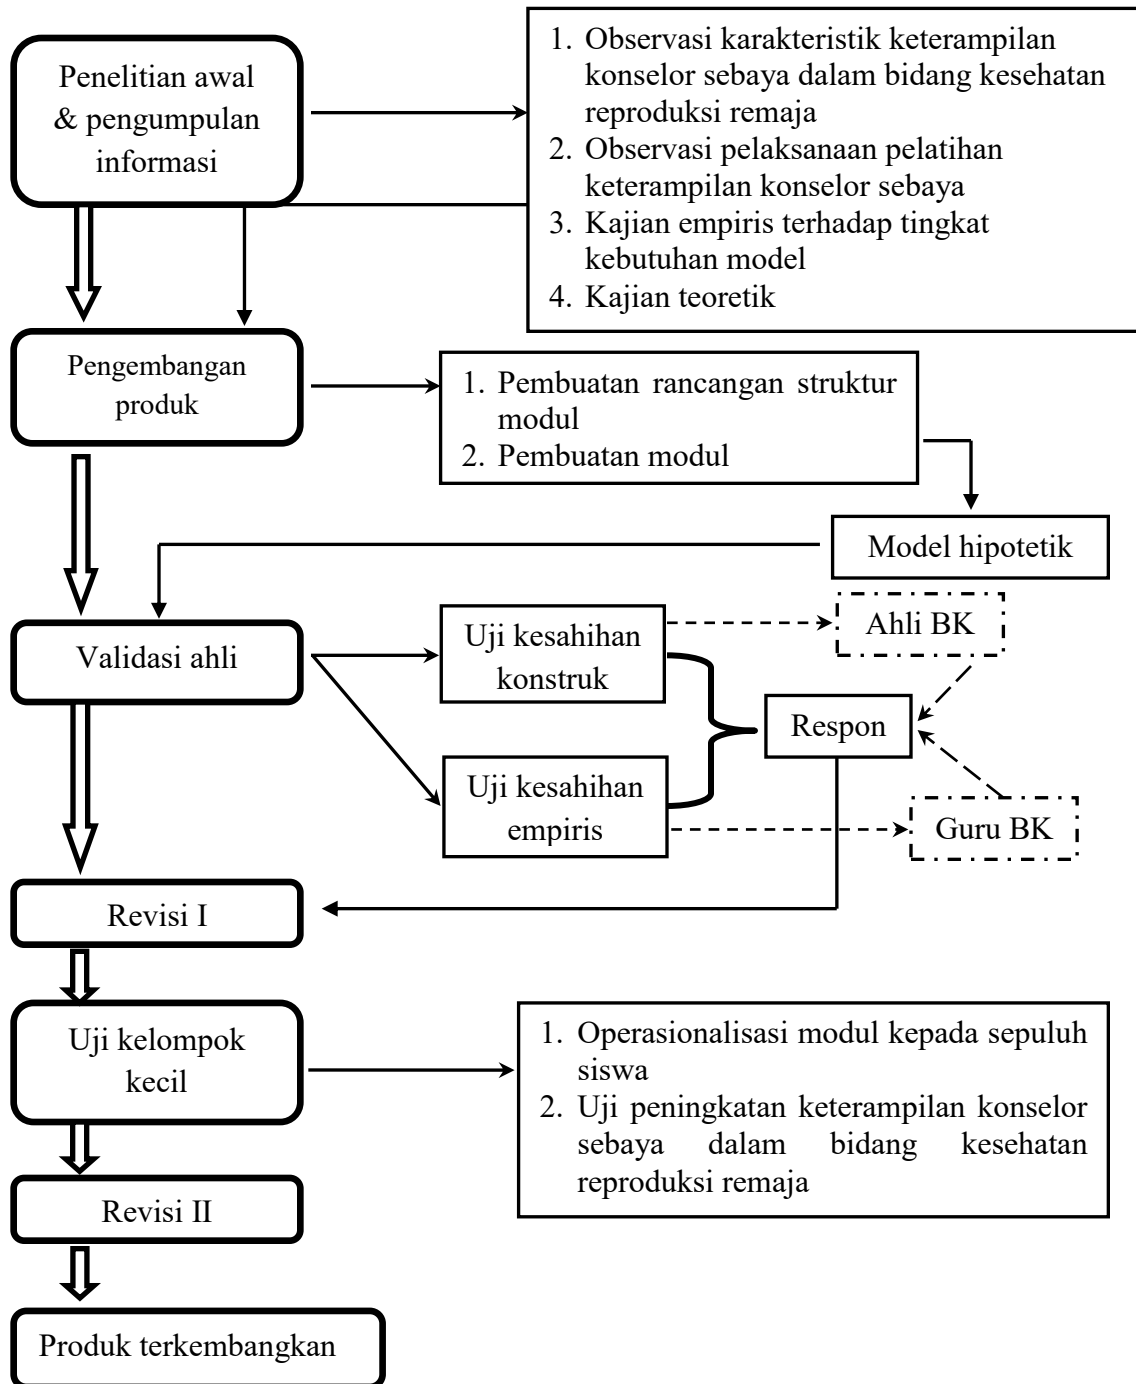 Penelitian awal
& pengumpulan
informasi
1. Observasi karakteristik keterampilan
konselor sebaya dalam bidang kesehatan
reproduksi remaja
2. Observasi pelaksanaan pelatihan
keterampilan konselor sebaya
3. Kajian empiris terhadap tingkat
kebutuhan model
4. Kajian teoretik
Pengembangan
produk
1. Pembuatan rancangan struktur
modul
2. Pembuatan modul
Model hipotetik
Validasi ahli
Uji kesahihan
konstruk
Ahli BK
Respon
Uji kesahihan
empiris
Guru BK
Revisi I
Uji kelompok
kecil
1. Operasionalisasi modul kepada sepuluh
siswa
2. Uji peningkatan keterampilan konselor
sebaya dalam bidang kesehatan
reproduksi remaja
Revisi II
Produk terkembangkan